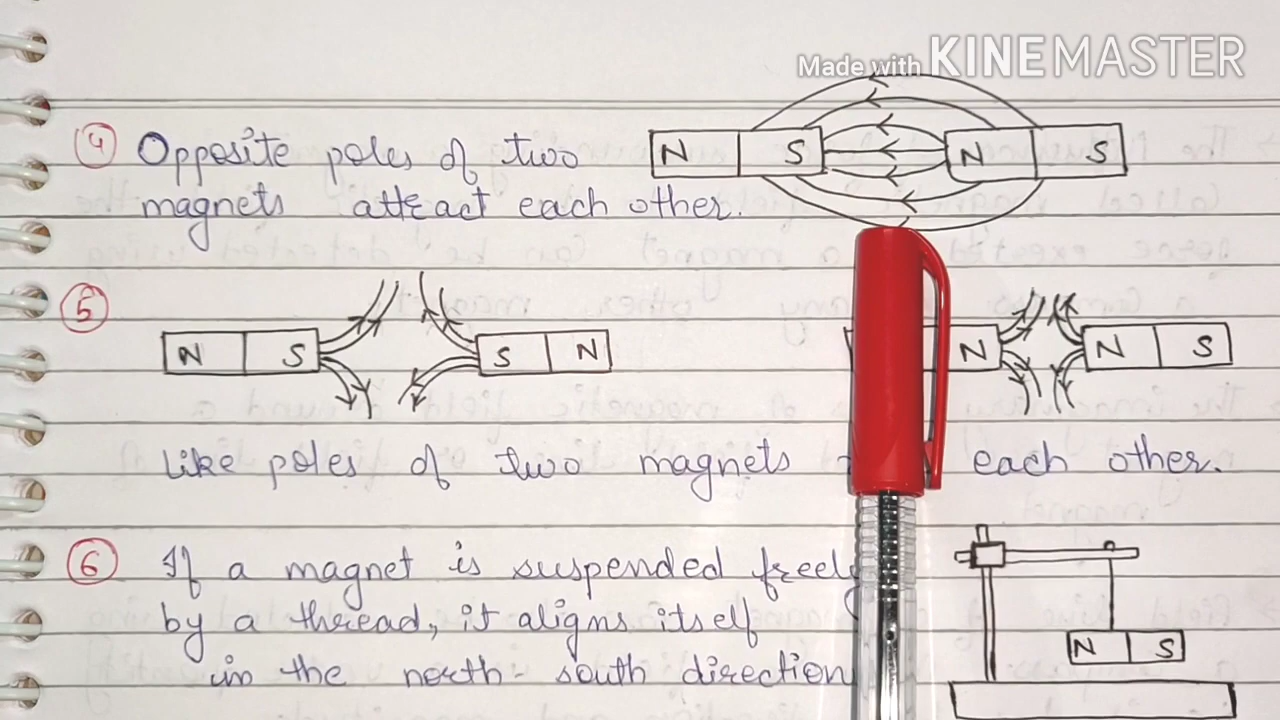 Made with KINEMASTER
④ Opposite poles of two
magnets attract each other.
N S N S
⑤
N S S N N N S
Like poles of two magnets each other.
⑥ If a magnet is suspended freely
by a thread, it aligns itself
in the north-south direction
N S